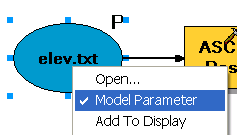 P
elev.txt
ASC
Open...
Model Parameter
Add To Display